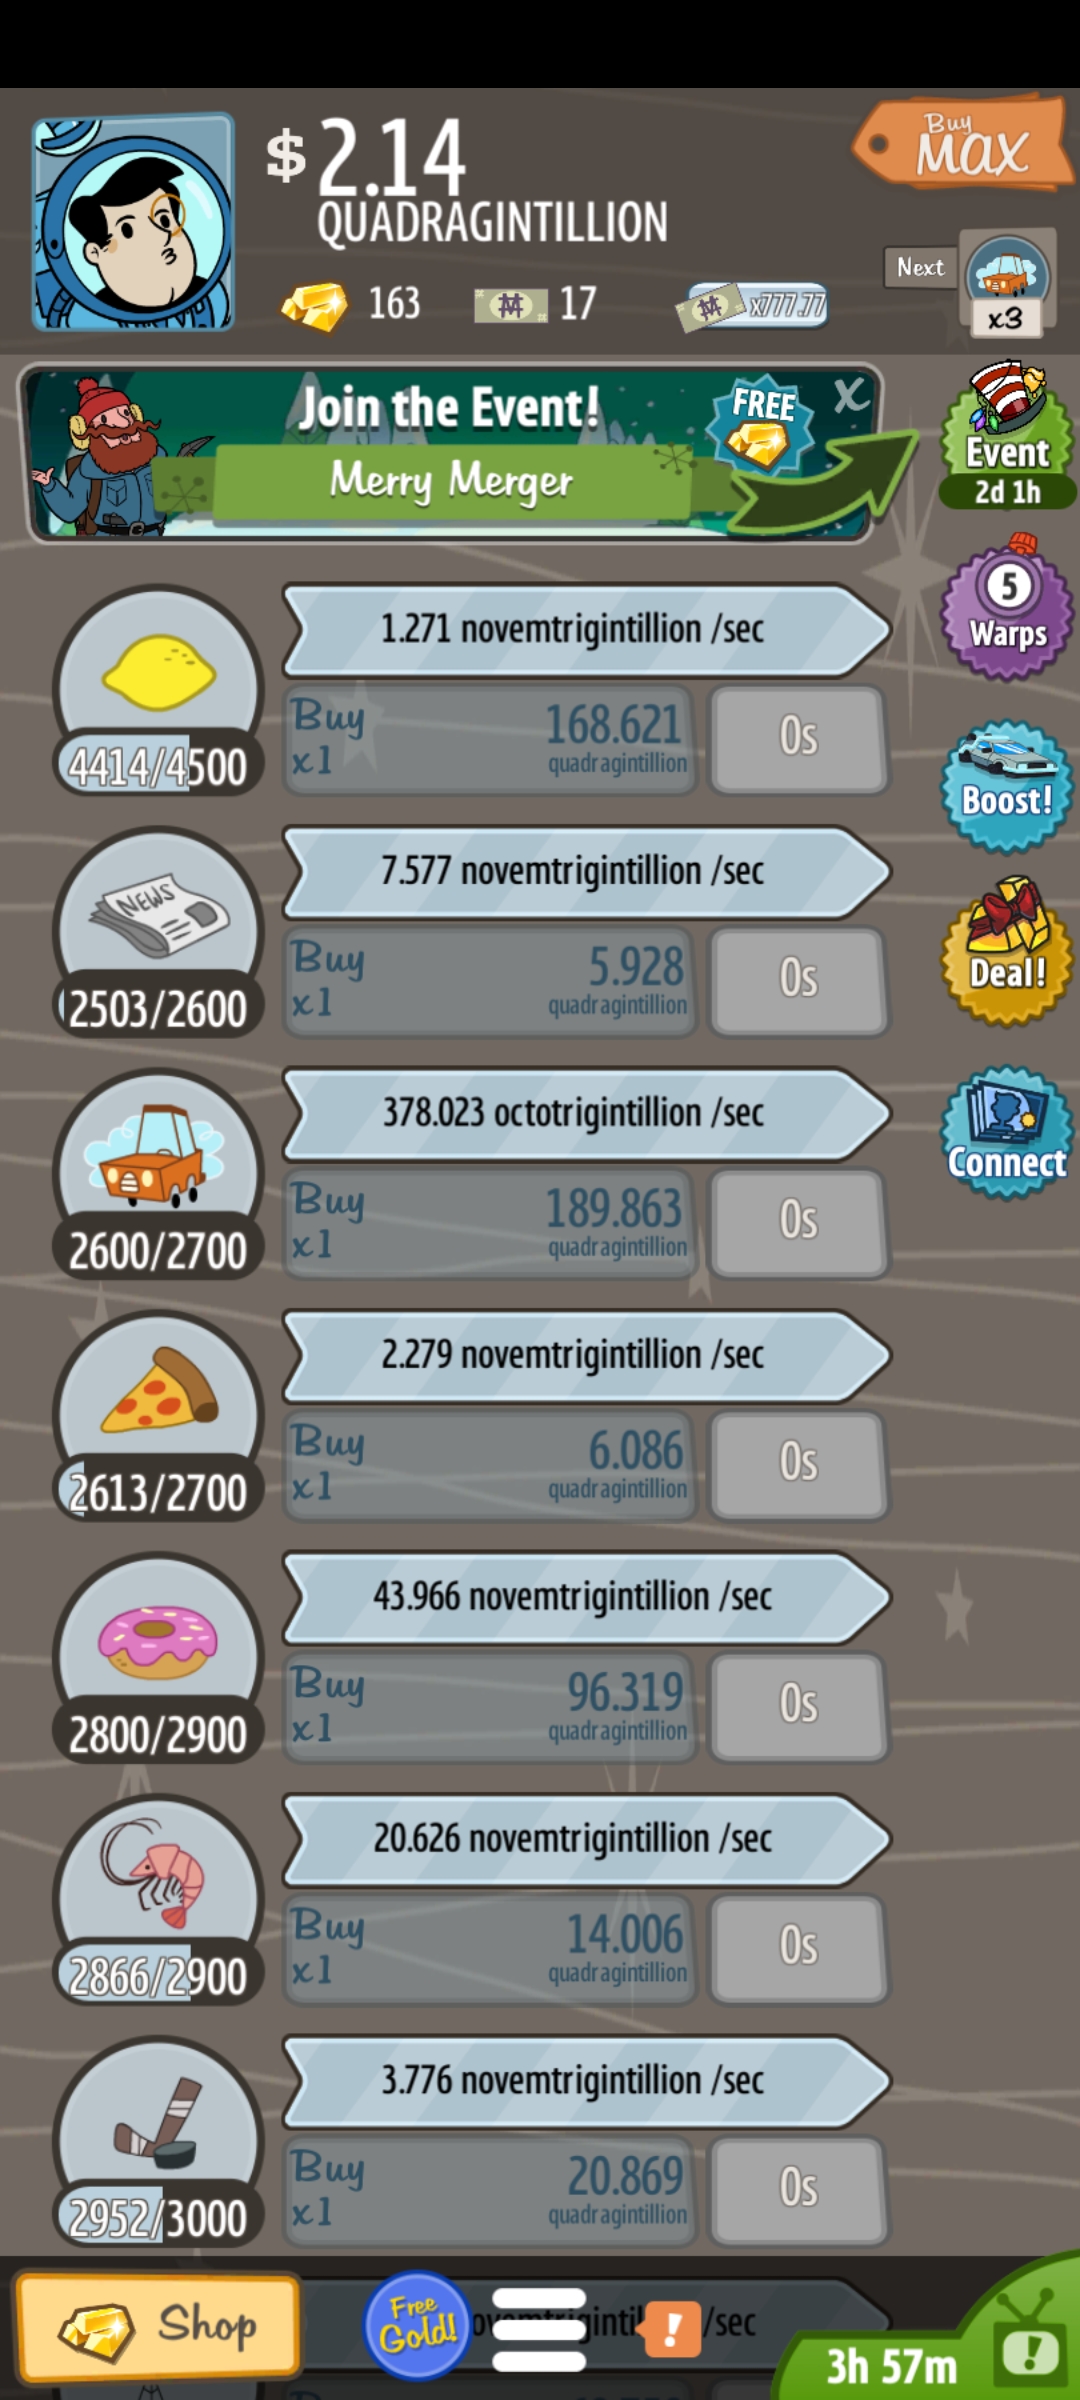 $ 2.14
QUADRAGINTILLION
Buy
MAX
163
17
x777.77
Next
x3
Join the Event!
FREE
X
Merry Merger
Event
2d 1h
5
Warps
Boost!
Deal!
Connect
1.271 novemtrigintillion /sec
Buy
x1
168.621
quadragintillion
0s
4414/4500
NEWS
7.577 novemtrigintillion /sec
Buy
x1
5.928
quadragintillion
0s
2503/2600
378.023 octotrigintillion /sec
Buy
x1
189.863
quadragintillion
0s
2600/2700
2.279 novemtrigintillion /sec
Buy
x1
6.086
quadragintillion
0s
2613/2700
43.966 novemtrigintillion /sec
Buy
x1
96.319
quadragintillion
0s
2800/2900
20.626 novemtrigintillion /sec
Buy
x1
14.006
quadragintillion
0s
2866/2900
3.776 novemtrigintillion /sec
Buy
x1
20.869
quadragintillion
0s
2952/3000
Shop
Free
Gold!
!
/sec
3h 57m
!
Buy